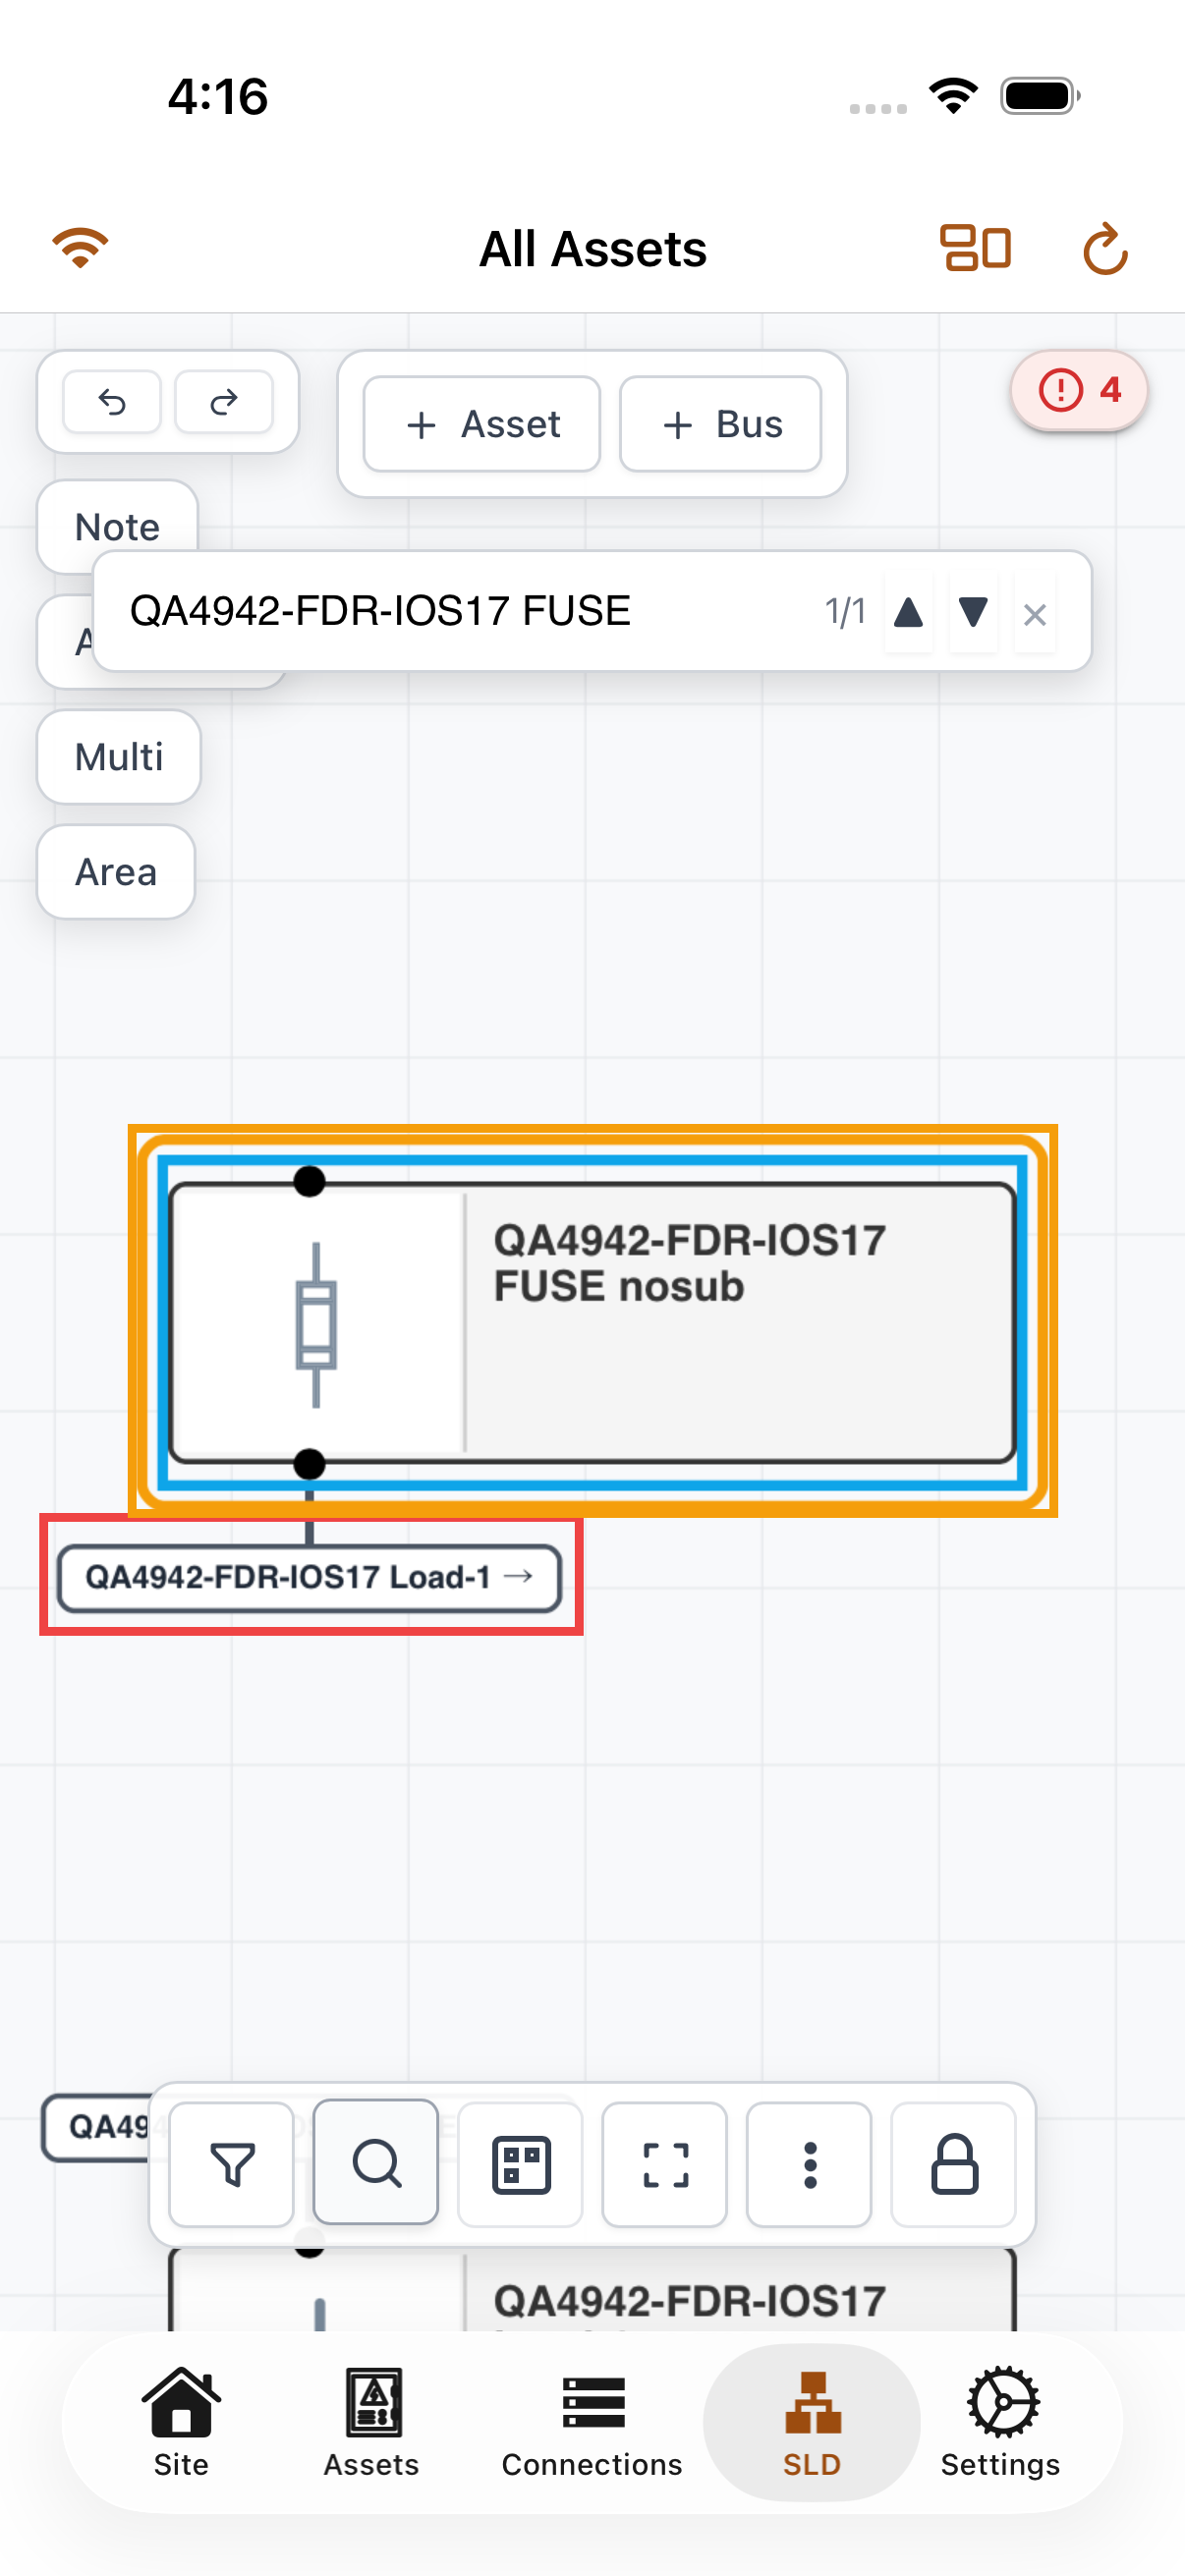 4:16
All Assets
+ Asset
+ Bus
4
Note
QA4942-FDR-IOS17 FUSE
1/1
A
Multi
Area
QA4942-FDR-IOS17
FUSE nosub
QA4942-FDR-IOS17 Load-1 →
QA49
QA4942-FDR-IOS17
Site
Assets
Connections
SLD
Settings